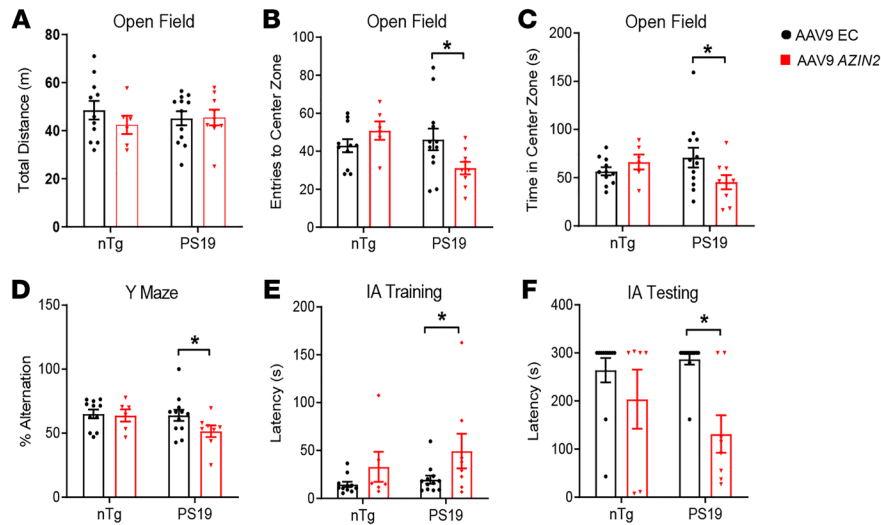 A
Open Field
Total Distance (m)
80
60
40
20
0
nTg
PS19
B
Open Field
Entries to Center Zone
100
80
60
40
20
0
*
nTg
PS19
C
Open Field
Time in Center Zone (s)
200
150
100
50
0
*
nTg
PS19
AAV9 EC
AAV9 AZIN2
D
Y Maze
% Alternation
150
100
50
0
*
nTg
PS19
E
IA Training
Latency (s)
200
150
100
50
0
*
nTg
PS19
F
IA Testing
Latency (s)
400
300
200
100
0
*
nTg
PS19